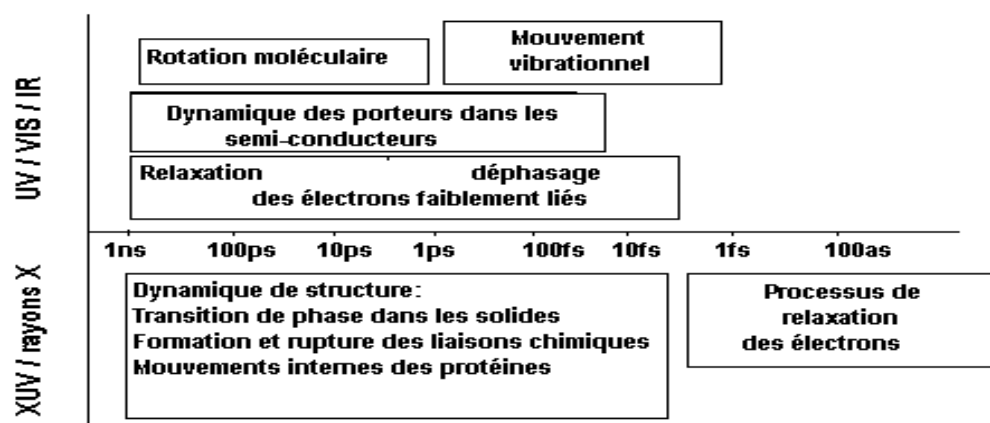 UV / VIS / IR
Rotation moléculaire
Mouvement
vibrationnel
Dynamique des porteurs dans les
semi-conducteurs
Relaxation déphasage
des électrons faiblement liés
1ns 100ps 10ps 1ps 100fs 10fs 1fs 100as
XUV / rayons X
Dynamique de structure:
Transition de phase dans les solides
Formation et rupture des liaisons chimiques
Mouvements internes des protéines
Processus de
relaxation
des électrons